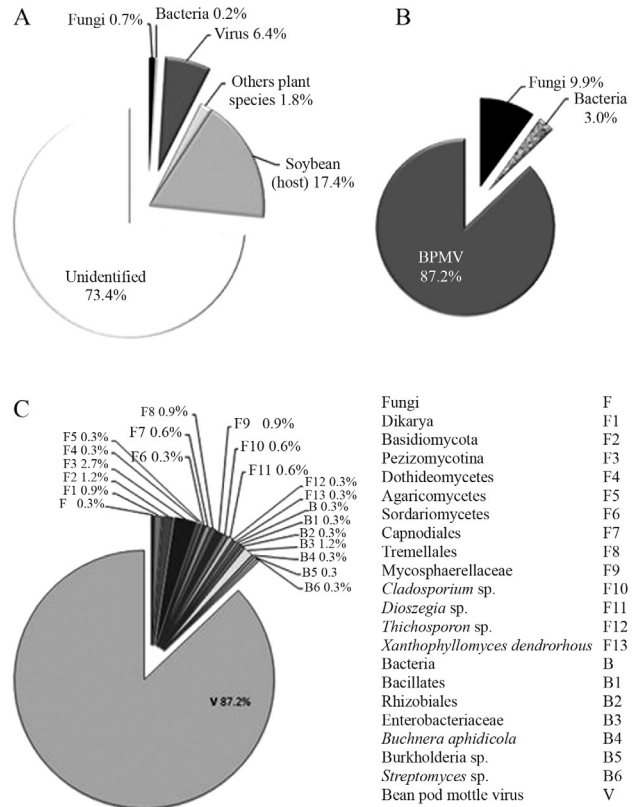 A
Fungi 0.7%
Bacteria 0.2%
Virus 6.4%
Others plant
species 1.8%
Soybean
(host) 17.4%
Unidentified
73.4%
B
Fungi 9.9%
Bacteria
3.0%
BPMV
87.2%
C
F8 0.9%
F7 0.6%
F6 0.3%
F5 0.3%
F4 0.3%
F3 2.7%
F2 1.2%
F1 0.9%
F 0.3%
F9 0.9%
F10 0.6%
F11 0.6%
F12 0.3%
F13 0.3%
B 0.3%
B1 0.3%
B2 0.3%
B3 1.2%
B4 0.3%
B5 0.3
B6 0.3%
V 87.2%
Fungi F
Dikarya F1
Basidiomycota F2
Pezizomycotina F3
Dothideomycetes F4
Agaricomycetes F5
Sordariomycetes F6
Capnodiales F7
Tremellales F8
Mycosphaerellaceae F9
Cladosporium sp. F10
Dioszegia sp. F11
Thichosporon sp. F12
Xanthophyllomyces dendrorhous F13
Bacteria B
Bacillates B1
Rhizobiales B2
Enterobacteriaceae B3
Buchnera aphidicola B4
Burkholderia sp. B5
Streptomyces sp. B6
Bean pod mottle virus V